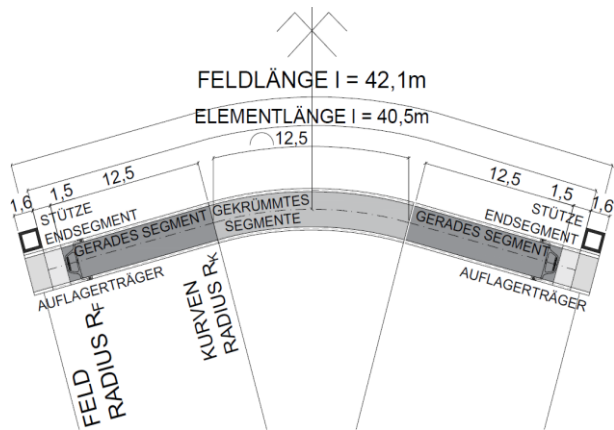 FELDLÄNGE l = 42,1m
ELEMENTLÄNGE l = 40,5m
12,5
1,6
1,5
12,5
12,5
1,5
1,6
STÜTZE
ENDSEGMENT
GERADES SEGMENT
GEKRÜMMTES
SEGMENTE
GERADES SEGMENT
STÜTZE
ENDSEGMENT
AUFLAGERTRÄGER
AUFLAGERTRÄGER
FELD
RADIUS RF
KURVEN
RADIUS RK